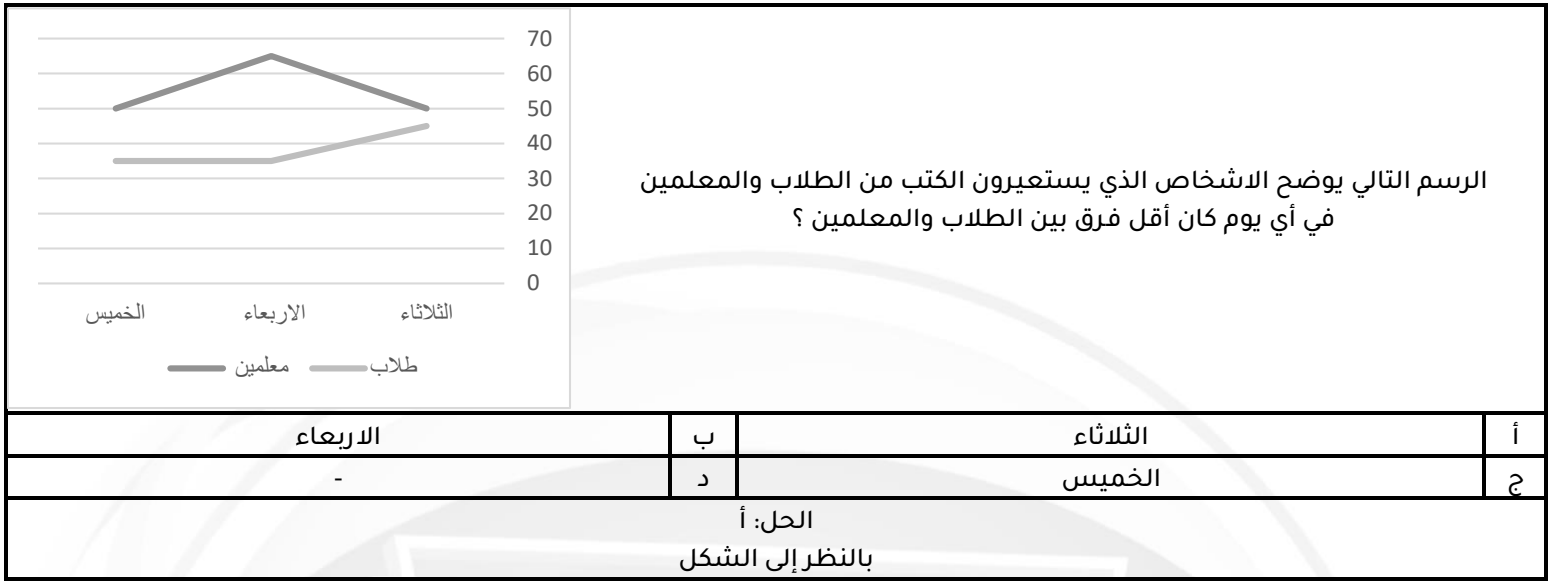 الرسم التالي يوضح الاشخاص الذي يستعيرون الكتب من الطلاب والمعلمين
في أي يوم كان أقل فرق بين الطلاب والمعلمين ؟
70
60
50
40
30
20
10
0
الثلاثاء الاربعاء الخميس
طلاب معلمين
أ الثلاثاء ب الاربعاء
ج الخميس د -
الحل: أ
بالنظر إلى الشكل